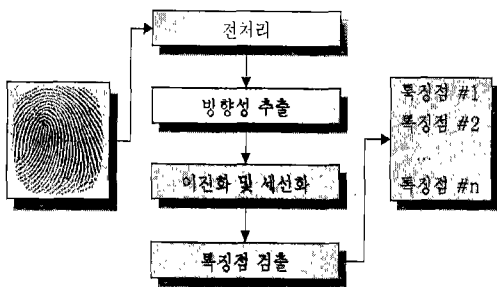 전처리
방향성 추출
이진화 및 세선화
특징점 검출
특징점 #1
특징점 #2
특징점 #n